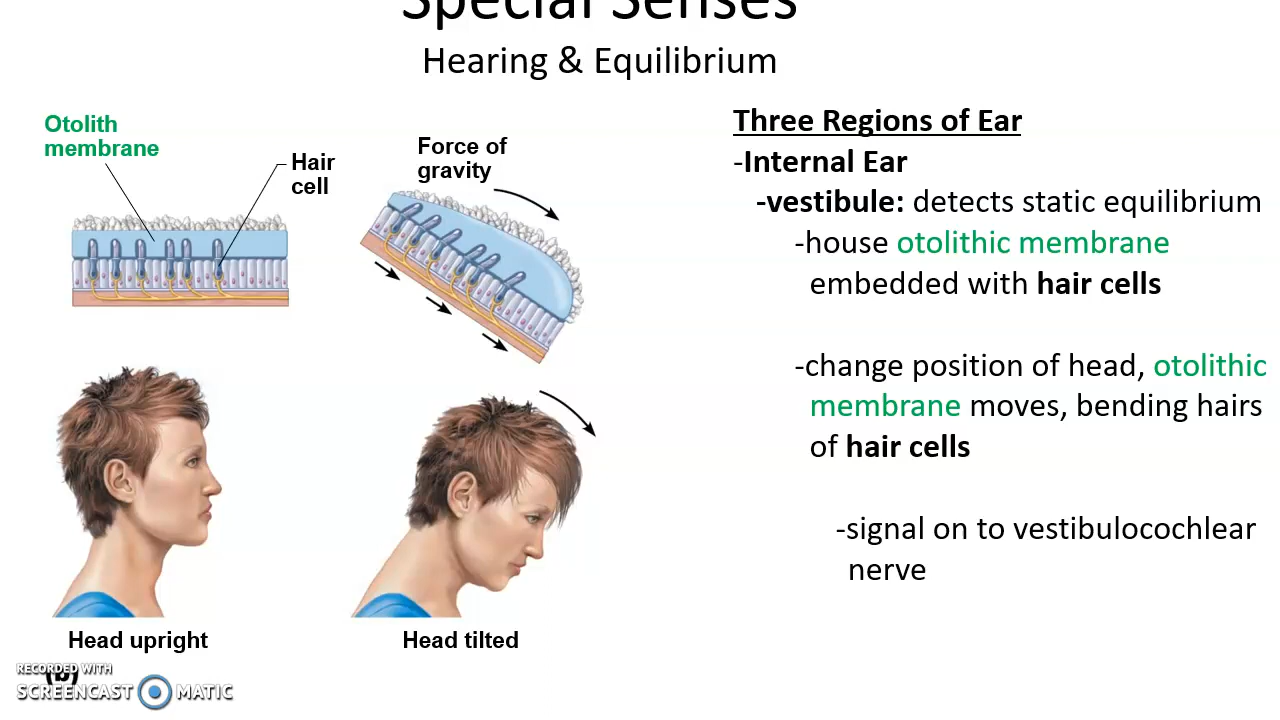 Special Senses
Hearing & Equilibrium
Otolith
membrane
Hair
cell
Force of
gravity
Head upright
Head tilted
(b)
Three Regions of Ear
-Internal Ear
-vestibule: detects static equilibrium
-house otolithic membrane
embedded with hair cells
-change position of head, otolithic
membrane moves, bending hairs
of hair cells
-signal on to vestibulocochlear
nerve
RECORDED WITH
SCREENCAST MATIC